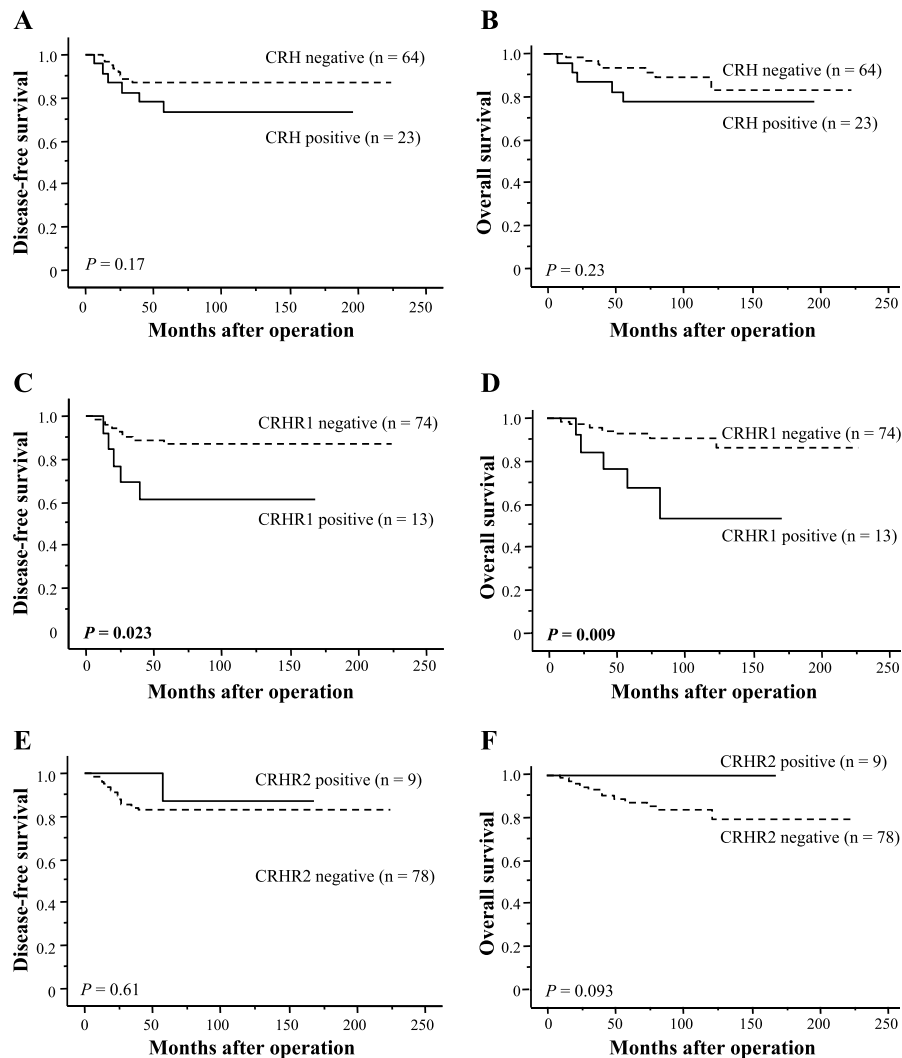 A
Disease-free survival
1.0
0.8
0.6
0.4
0.2
0
CRH negative (n = 64)
CRH positive (n = 23)
P = 0.17
0 50 100 150 200 250
Months after operation
B
Overall survival
1.0
0.8
0.6
0.4
0.2
0
CRH negative (n = 64)
CRH positive (n = 23)
P = 0.23
0 50 100 150 200 250
Months after operation
C
Disease-free survival
1.0
0.8
0.6
0.4
0.2
0
CRHR1 negative (n = 74)
CRHR1 positive (n = 13)
P = 0.023
0 50 100 150 200 250
Months after operation
D
Overall survival
1.0
0.8
0.6
0.4
0.2
0
CRHR1 negative (n = 74)
CRHR1 positive (n = 13)
P = 0.009
0 50 100 150 200 250
Months after operation
E
Disease-free survival
1.0
0.8
0.6
0.4
0.2
0
CRHR2 positive (n = 9)
CRHR2 negative (n = 78)
P = 0.61
0 50 100 150 200 250
Months after operation
F
Overall survival
1.0
0.8
0.6
0.4
0.2
0
CRHR2 positive (n = 9)
CRHR2 negative (n = 78)
P = 0.093
0 50 100 150 200 250
Months after operation